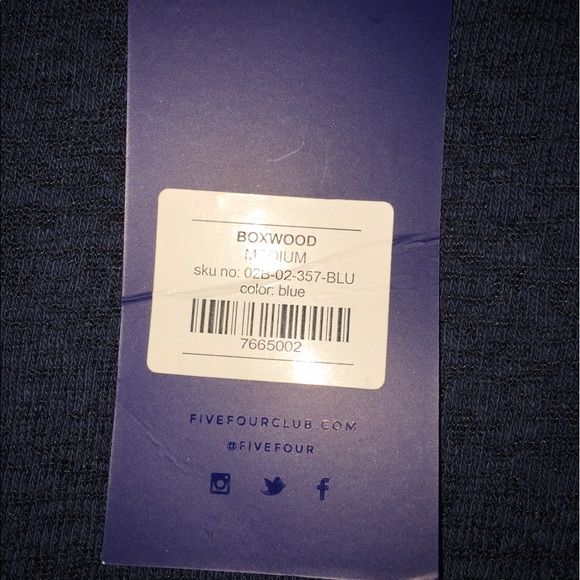 BOXWOOD
MEDIUM
sku no: 02B-02-357-BLU
color: blue
7665002
FIVEFOURCLUB.COM
@FIVEFOUR